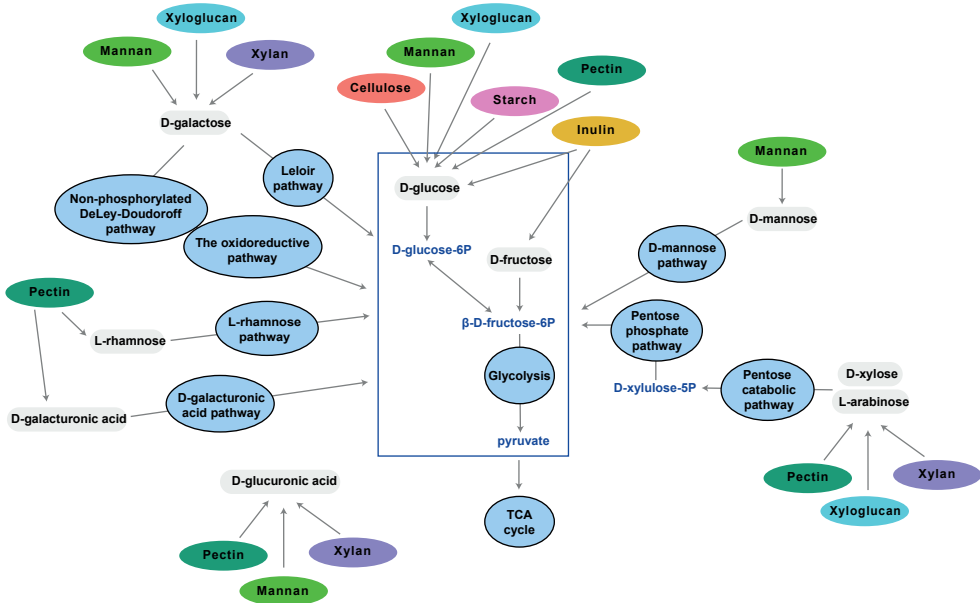 Xyloglucan
Mannan
Xylan
D-galactose
Non-phosphorylated
DeLey-Doudoroff
pathway
Leloir
pathway
The oxidoreductive
pathway
Pectin
L-rhamnose
L-rhamnose
pathway
D-galacturonic acid
D-galacturonic
acid pathway
D-glucuronic acid
Pectin
Mannan
Xylan
Xyloglucan
Mannan
Cellulose
Starch
Pectin
Inulin
D-glucose
D-glucose-6P
D-fructose
β-D-fructose-6P
Glycolysis
pyruvate
TCA
cycle
Mannan
D-mannose
D-mannose
pathway
Pentose
phosphate
pathway
D-xylulose-5P
Pentose
catabolic
pathway
D-xylose
L-arabinose
Pectin
Xyloglucan
Xylan